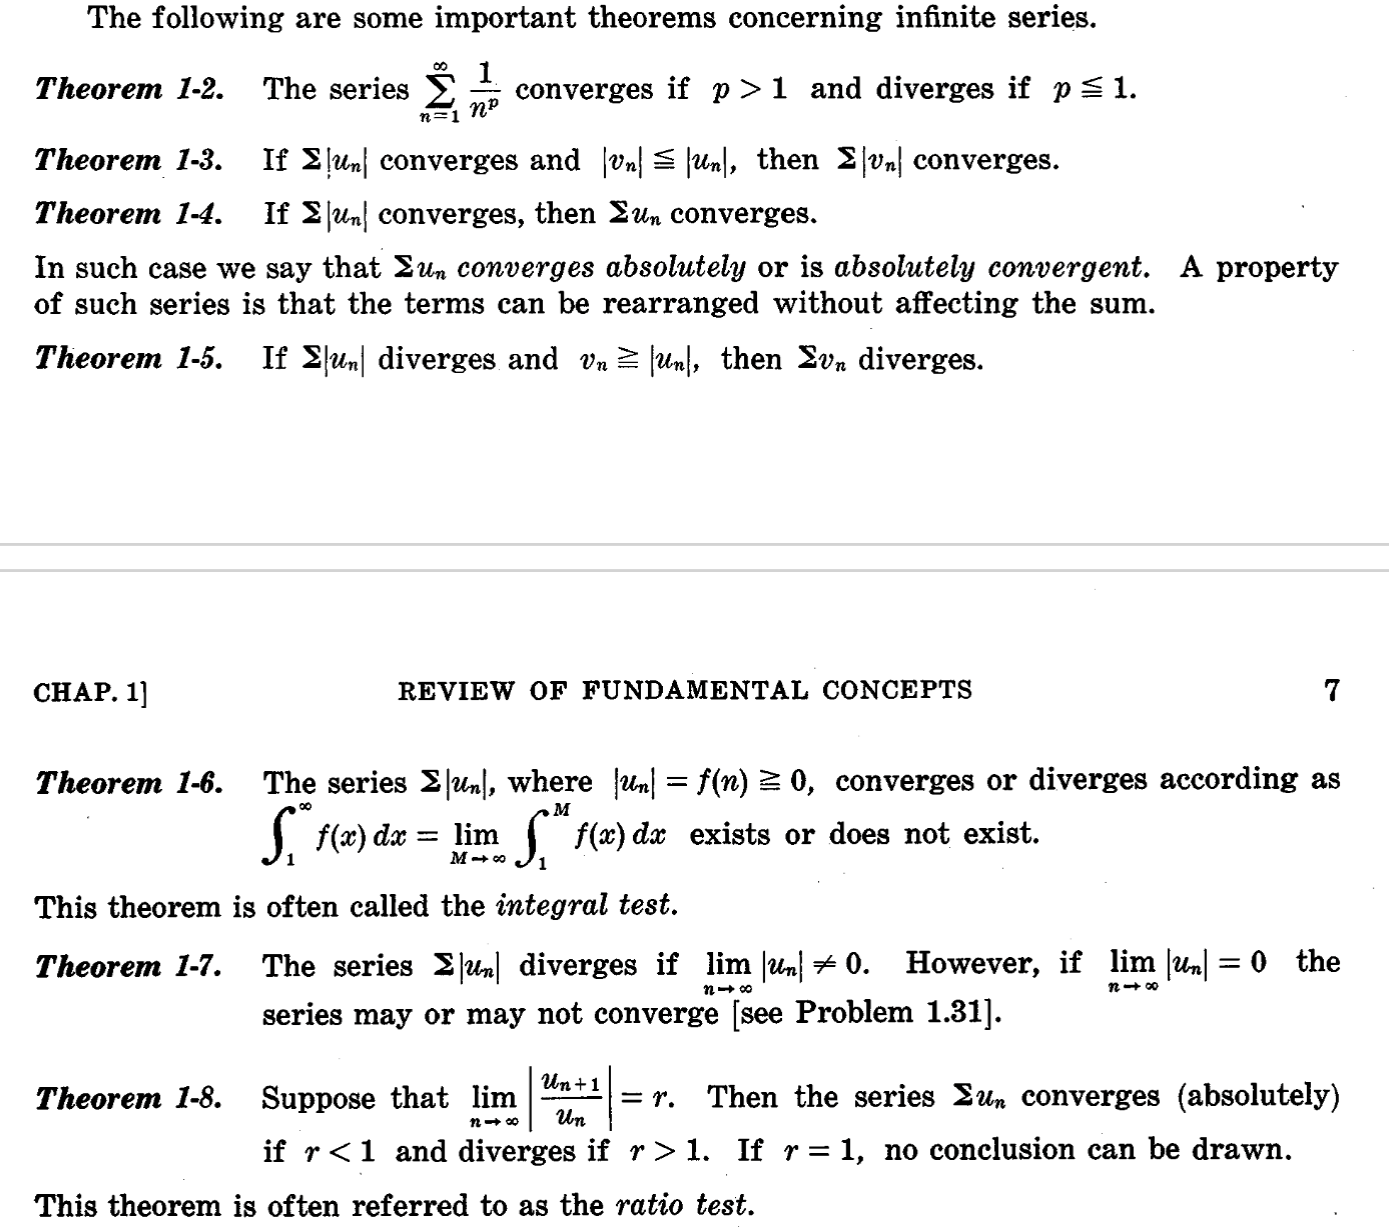 The following are some important theorems concerning infinite series.
Theorem 1-2. The series $\sum_{n=1}^{\infty} \frac{1}{n^p}$ converges if $p > 1$ and diverges if $p \leqq 1$.
Theorem 1-3. If $\Sigma|u_n|$ converges and $|v_n| \leqq |u_n|$, then $\Sigma|v_n|$ converges.
Theorem 1-4. If $\Sigma|u_n|$ converges, then $\Sigma u_n$ converges.
In such case we say that $\Sigma u_n$ converges absolutely or is absolutely convergent. A property
of such series is that the terms can be rearranged without affecting the sum.
Theorem 1-5. If $\Sigma|u_n|$ diverges and $v_n \geqq |u_n|$, then $\Sigma v_n$ diverges.
CHAP. 1] REVIEW OF FUNDAMENTAL CONCEPTS 7
Theorem 1-6. The series $\Sigma|u_n|$, where $|u_n| = f(n) \geqq 0$, converges or diverges according as
$\int_1^{\infty} f(x)\,dx = \lim_{M \to \infty} \int_1^M f(x)\,dx$ exists or does not exist.
This theorem is often called the integral test.
Theorem 1-7. The series $\Sigma|u_n|$ diverges if $\lim_{n \to \infty} |u_n| \neq 0$. However, if $\lim_{n \to \infty} |u_n| = 0$ the
series may or may not converge [see Problem 1.31].
Theorem 1-8. Suppose that $\lim_{n \to \infty} \left|\frac{u_{n+1}}{u_n}\right| = r$. Then the series $\Sigma u_n$ converges (absolutely)
if $r < 1$ and diverges if $r > 1$. If $r = 1$, no conclusion can be drawn.
This theorem is often referred to as the ratio test.